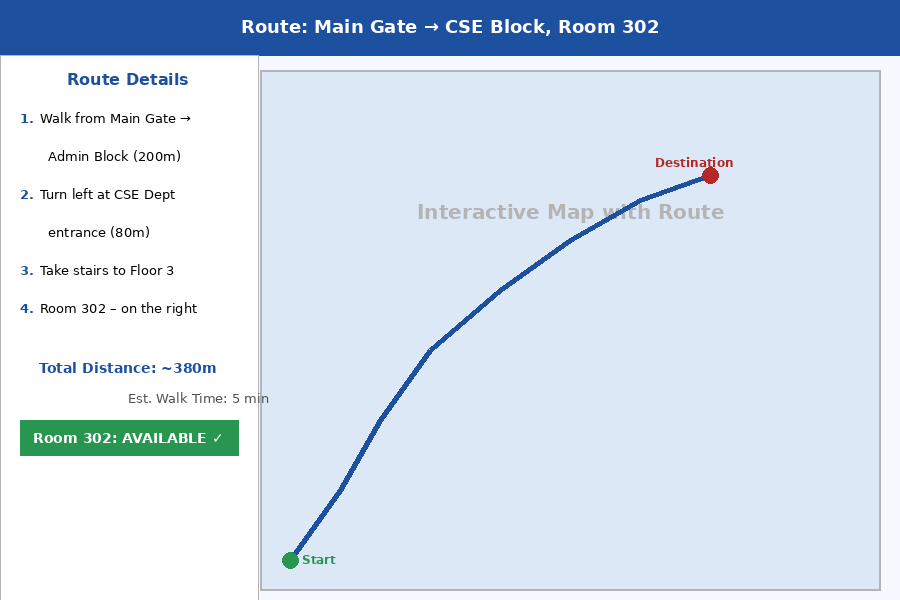 Route: Main Gate → CSE Block, Room 302
Route Details
1. Walk from Main Gate →
Admin Block (200m)
2. Turn left at CSE Dept
entrance (80m)
3. Take stairs to Floor 3
4. Room 302 – on the right
Total Distance: ~380m
Est. Walk Time: 5 min
Room 302: AVAILABLE ✓
Destination
Interactive Map with Route
Start